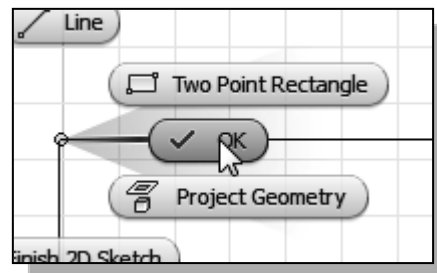 Line
Two Point Rectangle
OK
Project Geometry
Finish 2D Sketch